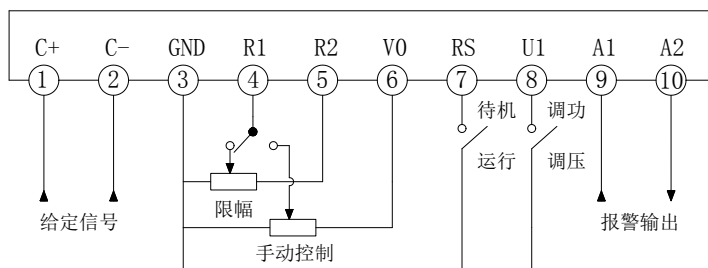 C+ C- GND R1 R2 V0 RS U1 A1 A2
1 2 3 4 5 6 7 8 9 10
待机 调功
运行 调压
限幅
给定信号 报警输出
手动控制